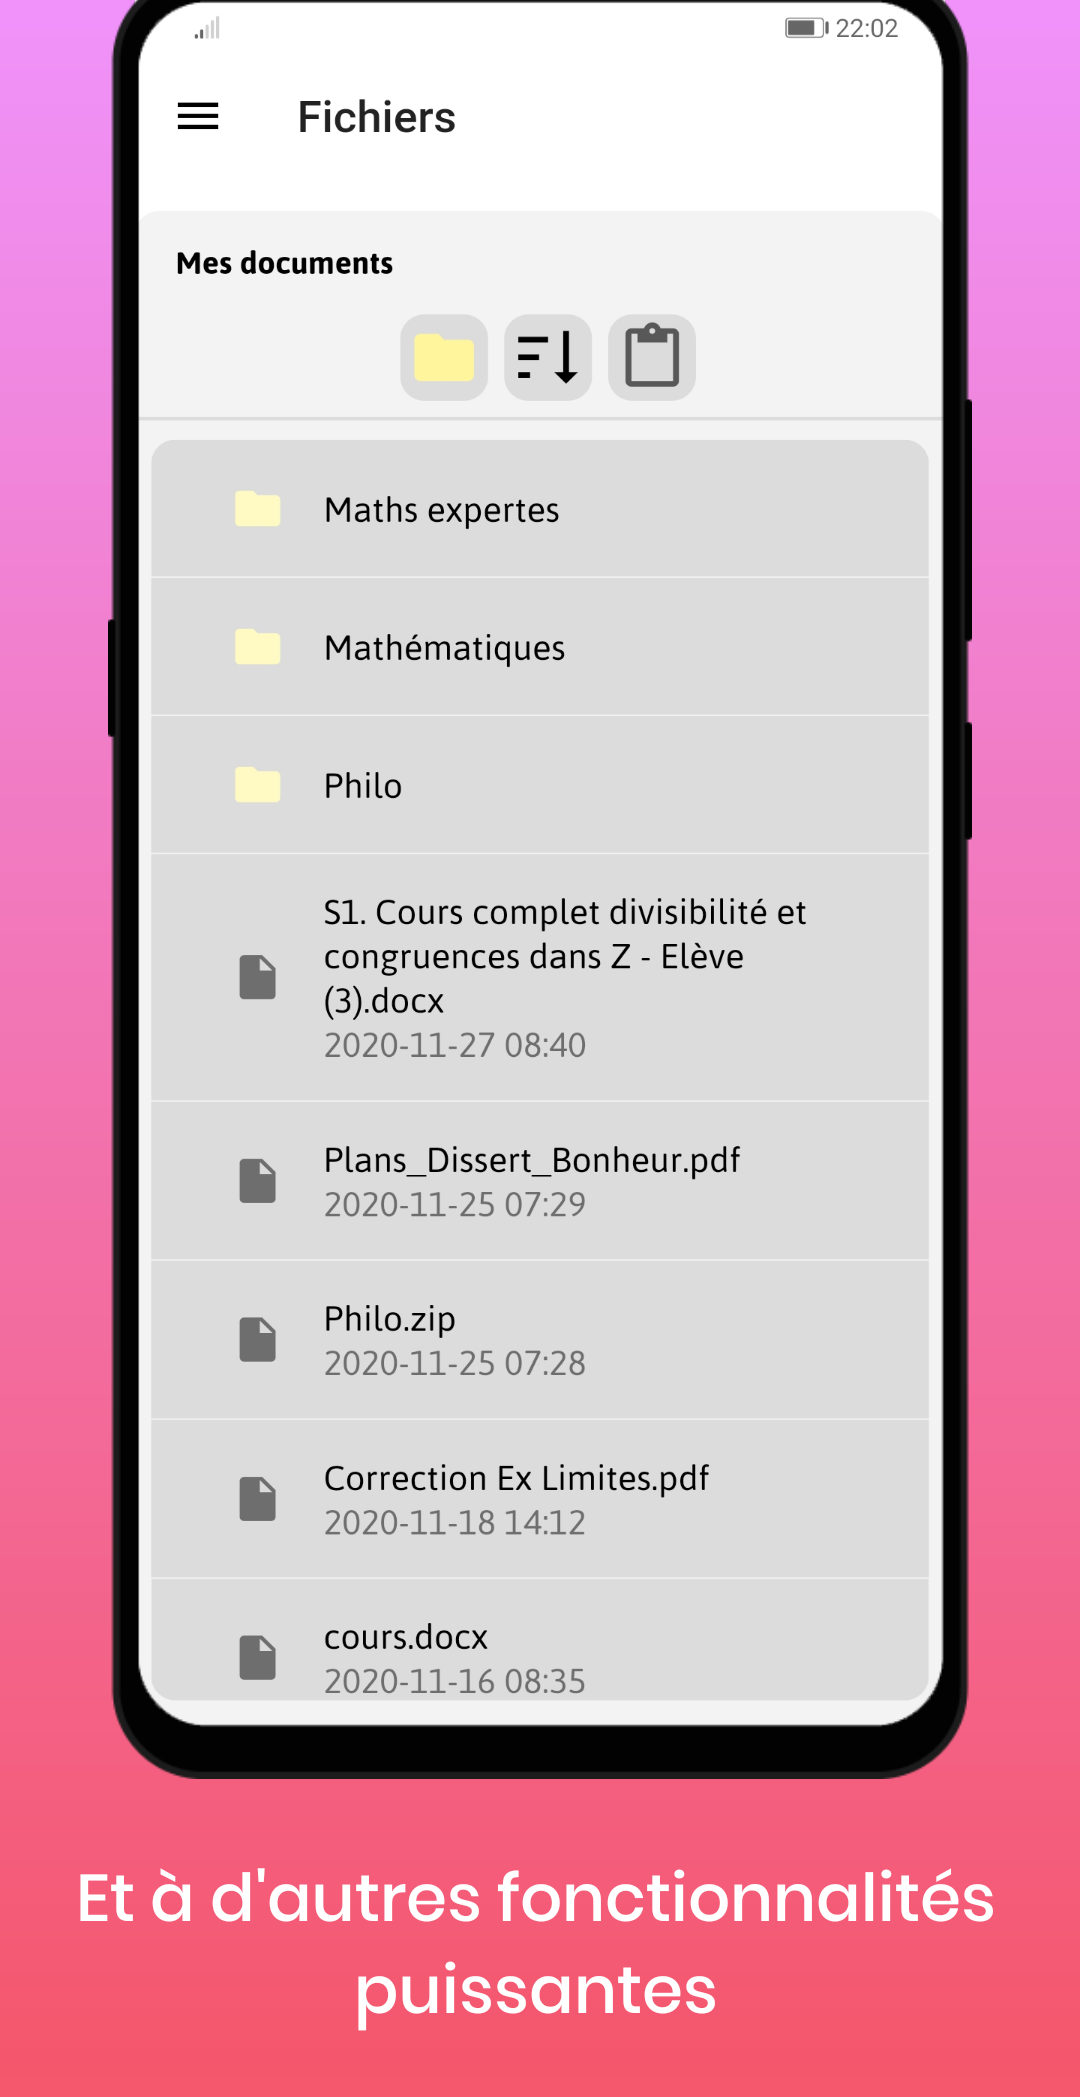 22:02
Fichiers
Mes documents
Maths expertes
Mathématiques
Philo
S1. Cours complet divisibilité et
congruences dans Z - Elève
(3).docx
2020-11-27 08:40
Plans_Dissert_Bonheur.pdf
2020-11-25 07:29
Philo.zip
2020-11-25 07:28
Correction Ex Limites.pdf
2020-11-18 14:12
cours.docx
2020-11-16 08:35
Et à d'autres fonctionnalités
puissantes